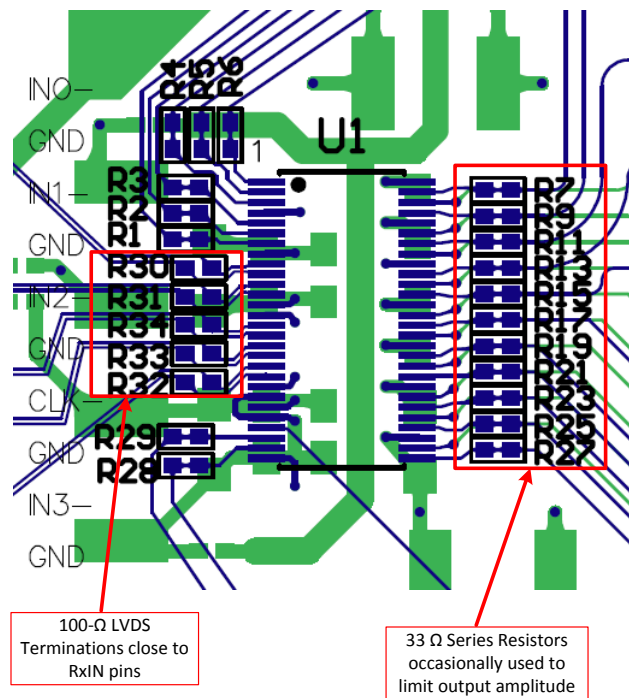 R4
R5
R6
INO-
GND
U1
1
IN1-
R3
R2
R1
GND
R30
IN2-
R31
R34
GND
R33
R32
CLK-
R29
GND
R28
IN3-
GND
R7
R9
R11
R13
R15
R17
R19
R21
R23
R25
R27
100-Ω LVDS
Terminations close to
RxIN pins
33 Ω Series Resistors
occasionally used to
limit output amplitude